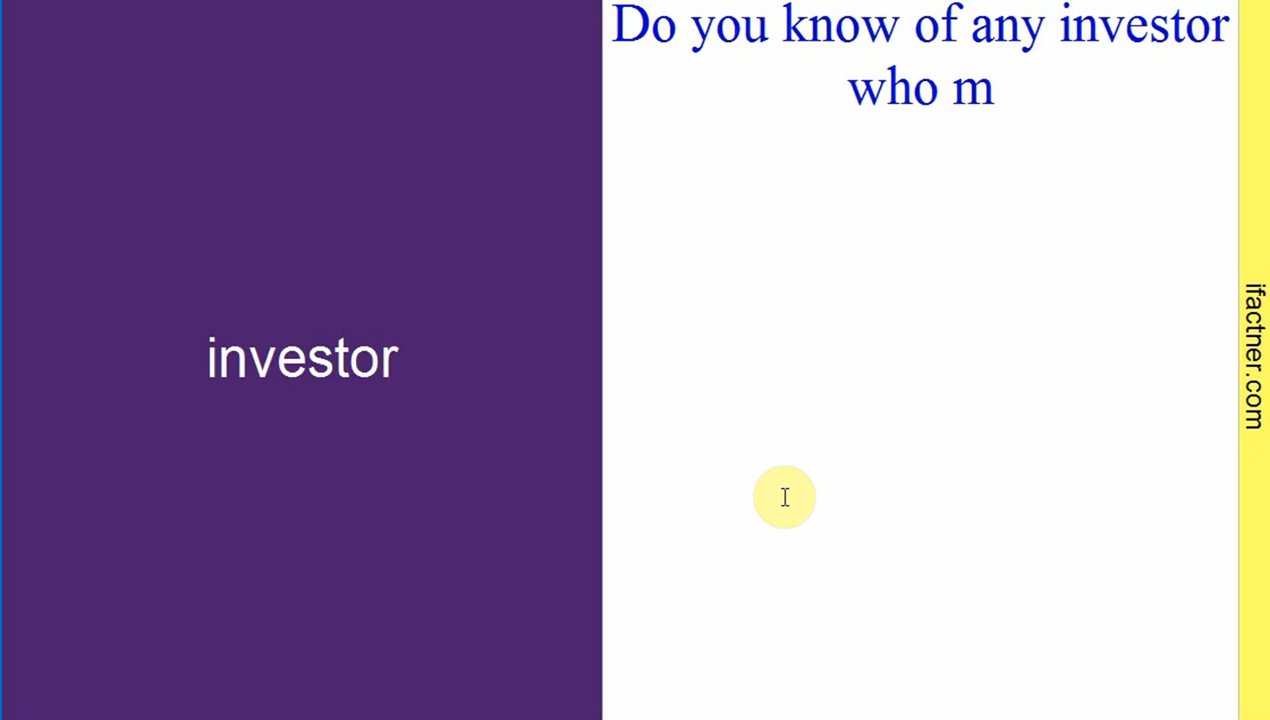 Do you know of any investor
who m
investor
ifactner.com